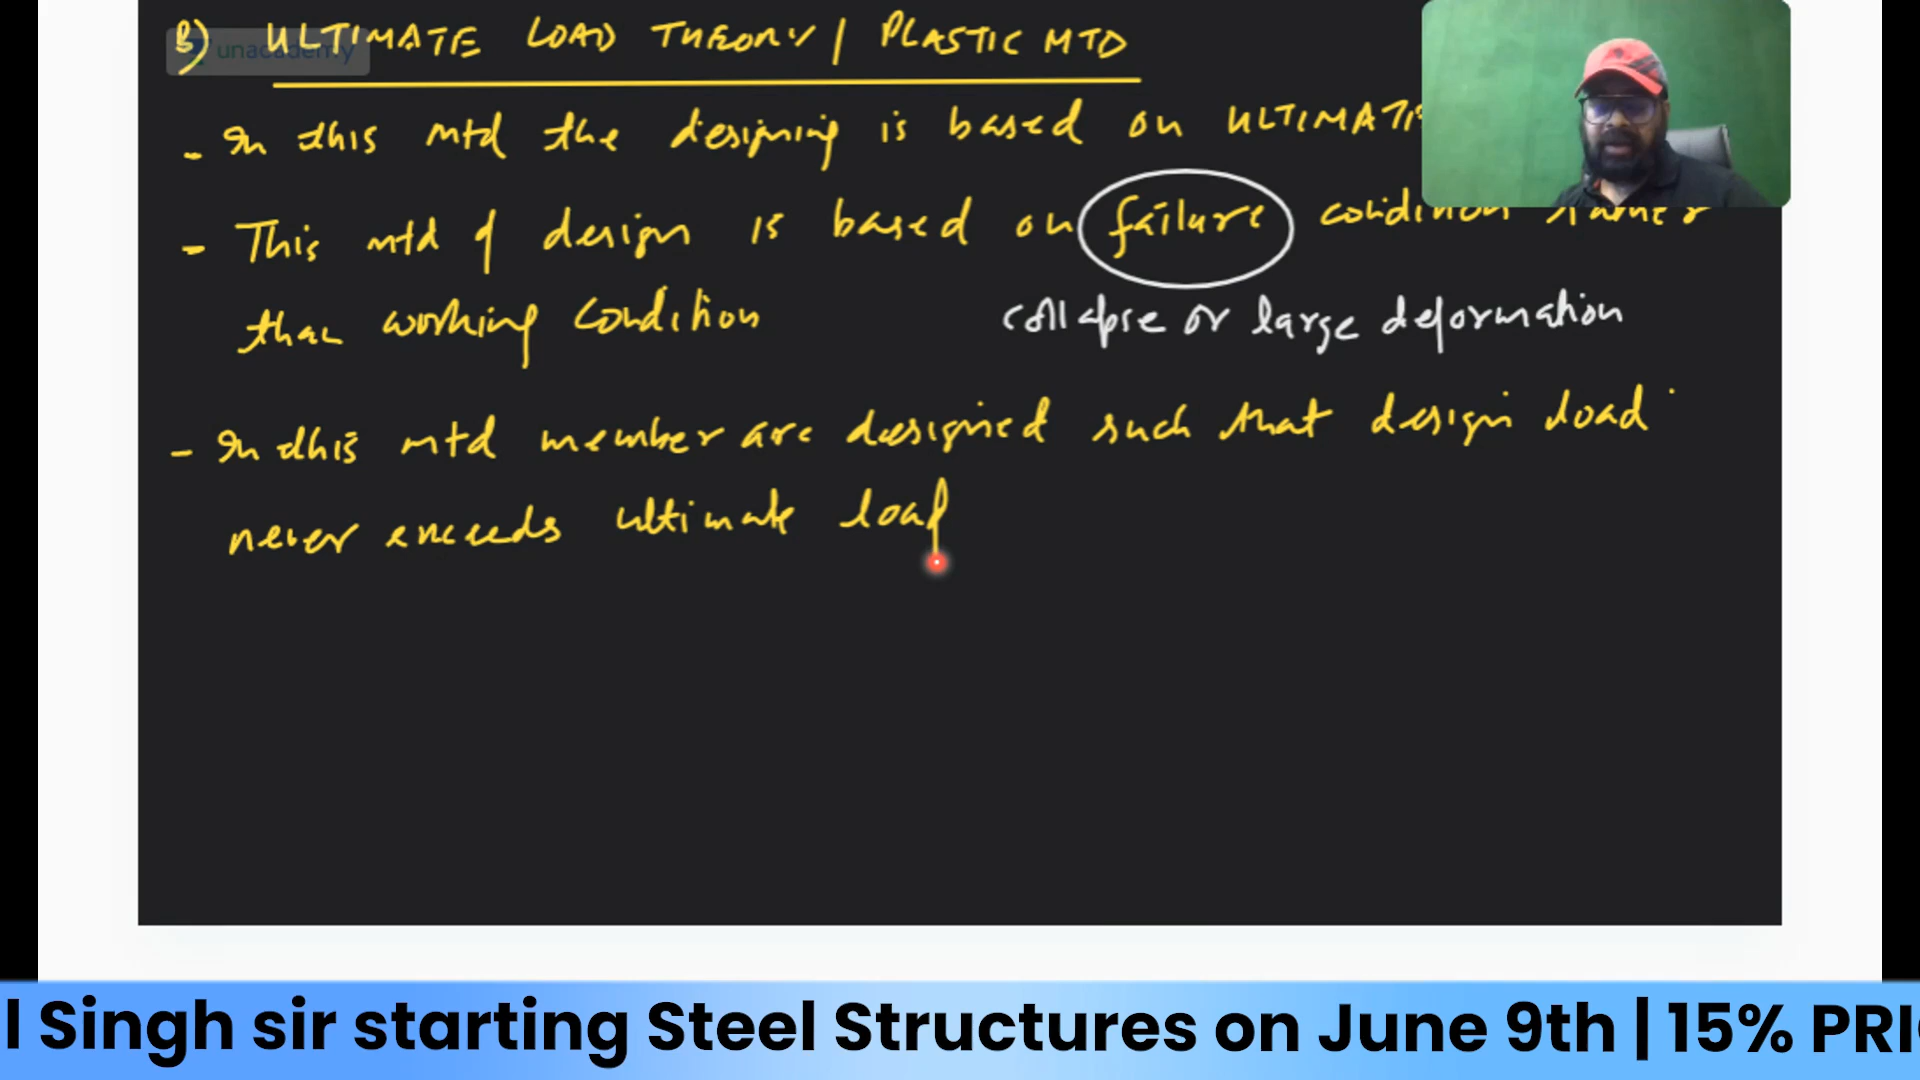 B) ULTIMATE LOAD THEORY / PLASTIC MTD
unacademy
- In this mtd the designing is based on ULTIMATE
- This mtd of design is based on failure condition rather
than working condition
collapse or large deformation
- In this mtd member are designed such that design load
never exceeds ultimate load
l Singh sir starting Steel Structures on June 9th | 15% PRI